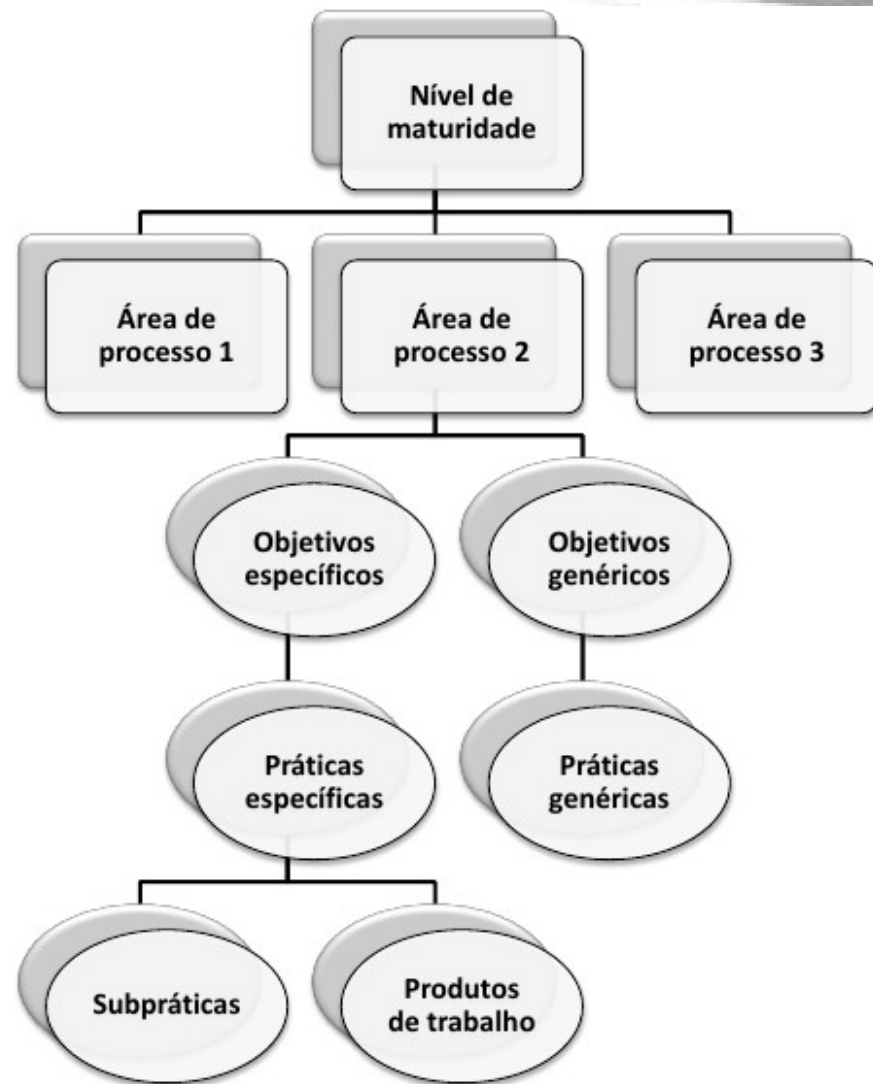 Nível de
maturidade
Área de
processo 1
Área de
processo 2
Área de
processo 3
Objetivos
específicos
Objetivos
genéricos
Práticas
específicas
Práticas
genéricas
Subpráticas
Produtos
de trabalho